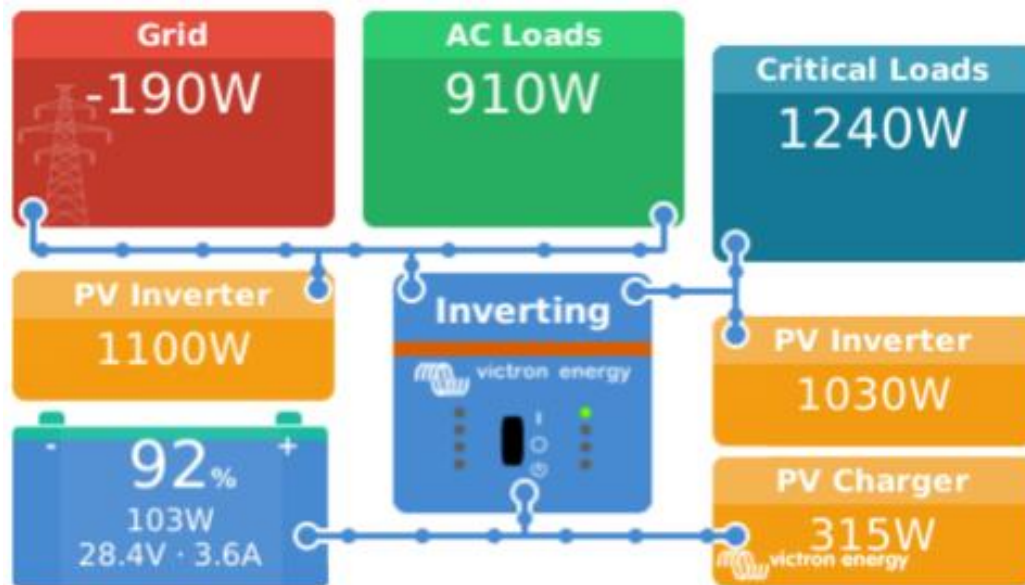 Grid
-190W
AC Loads
910W
Critical Loads
1240W
PV Inverter
1100W
Inverting
victron energy
PV Inverter
1030W
- +
92%
103W
28.4V · 3.6A
PV Charger
315W
victron energy